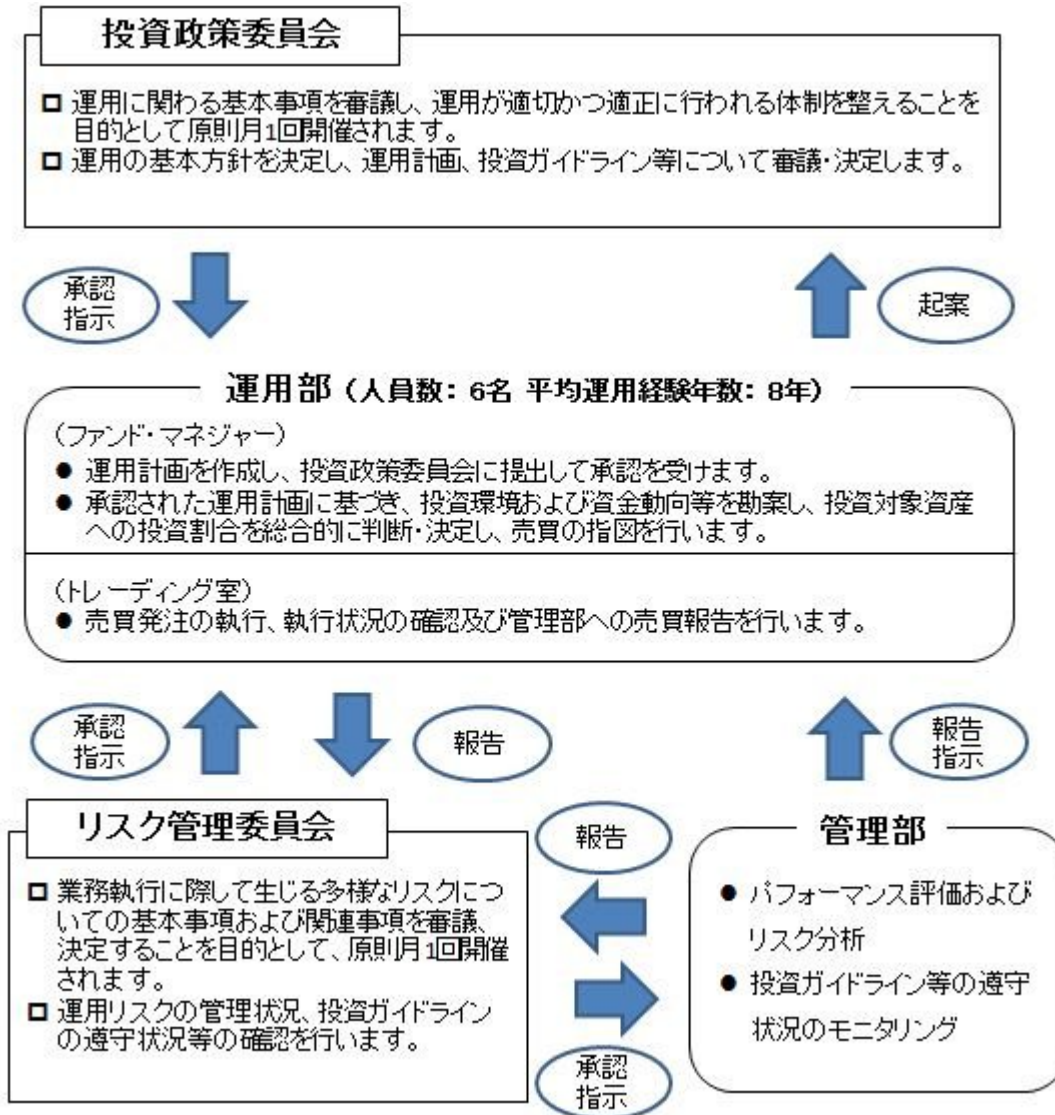 投資政策委員会
運用に関わる基本事項を審議し、運用が適切かつ適正に行われる体制を整えることを
目的として原則月1回開催されます。
運用の基本方針を決定し、運用計画、投資ガイドライン等について審議・決定します。
承認
指示
起案
運用部（人員数：6名 平均運用経験年数：8年）
（ファンド・マネジャー）
● 運用計画を作成し、投資政策委員会に提出して承認を受けます。
● 承認された運用計画に基づき、投資環境および資金動向等を勘案し、投資対象資産
への投資割合を総合的に判断・決定し、売買の指図を行います。
（トレーディング室）
● 売買発注の執行、執行状況の確認及び管理部への売買報告を行います。
承認
指示
報告
報告
指示
リスク管理委員会
業務執行に際して生じる多様なリスクにつ
いての基本事項および関連事項を審議、
決定することを目的として、原則月1回開催
されます。
運用リスクの管理状況、投資ガイドライン
の遵守状況等の確認を行います。
報告
承認
指示
管理部
● パフォーマンス評価および
リスク分析
● 投資ガイドライン等の遵守
状況のモニタリング